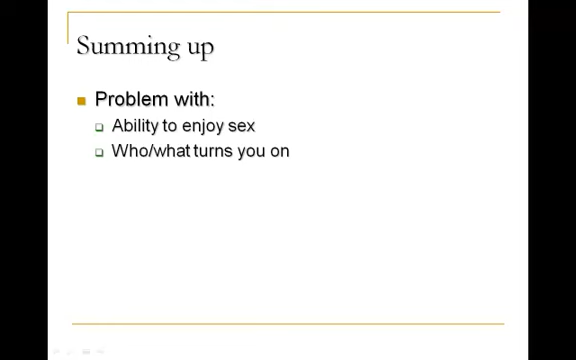 Summing up
Problem with:
Ability to enjoy sex
Who/what turns you on